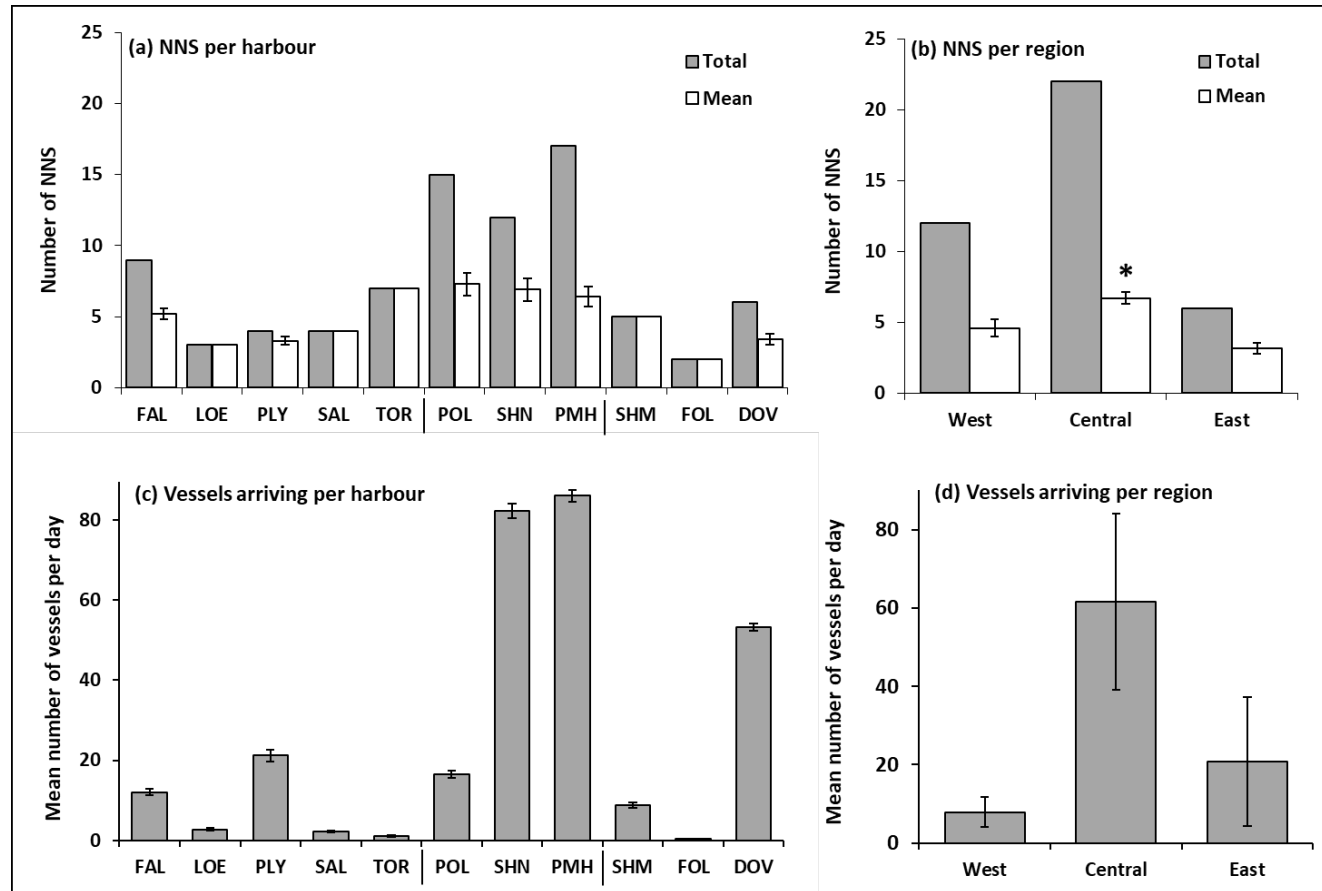 (a) NNS per harbour
Total
Mean
Number of NNS
25
20
15
10
5
0
FAL LOE PLY SAL TOR POL SHN PMH SHM FOL DOV
(b) NNS per region
Total
Mean
Number of NNS
25
20
15
10
5
0
*
West Central East
(c) Vessels arriving per harbour
Mean number of vessels per day
80
60
40
20
0
FAL LOE PLY SAL TOR POL SHN PMH SHM FOL DOV
(d) Vessels arriving per region
Mean number of vessels per day
80
60
40
20
0
West Central East